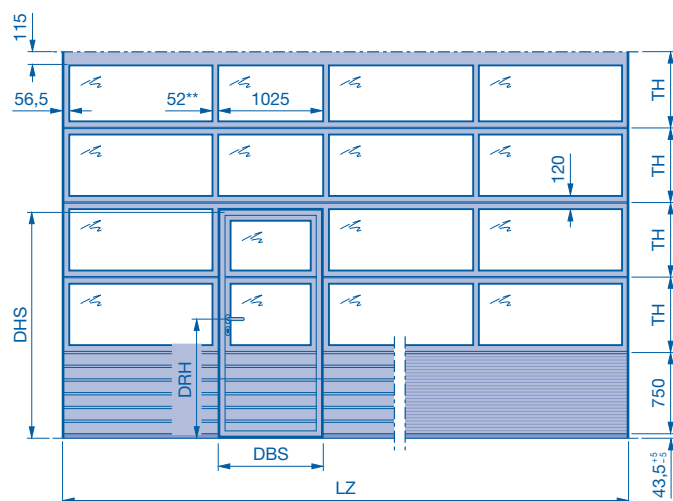 115
56,5
52**
1025
TH
120
TH
TH
DHS
TH
DRH
750
DBS
43,5 +5 -5
LZ